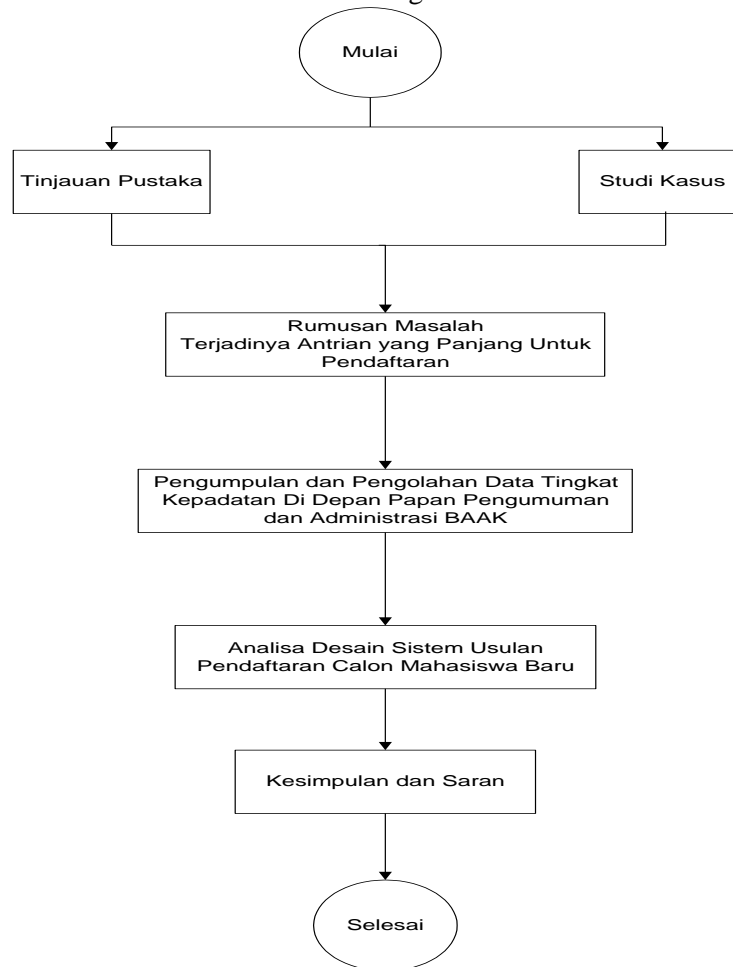 Mulai
Tinjauan Pustaka
Studi Kasus
Rumusan Masalah
Terjadinya Antrian yang Panjang Untuk
Pendaftaran
Pengumpulan dan Pengolahan Data Tingkat
Kepadatan Di Depan Papan Pengumuman
dan Administrasi BAAK
Analisa Desain Sistem Usulan
Pendaftaran Calon Mahasiswa Baru
Kesimpulan dan Saran
Selesai